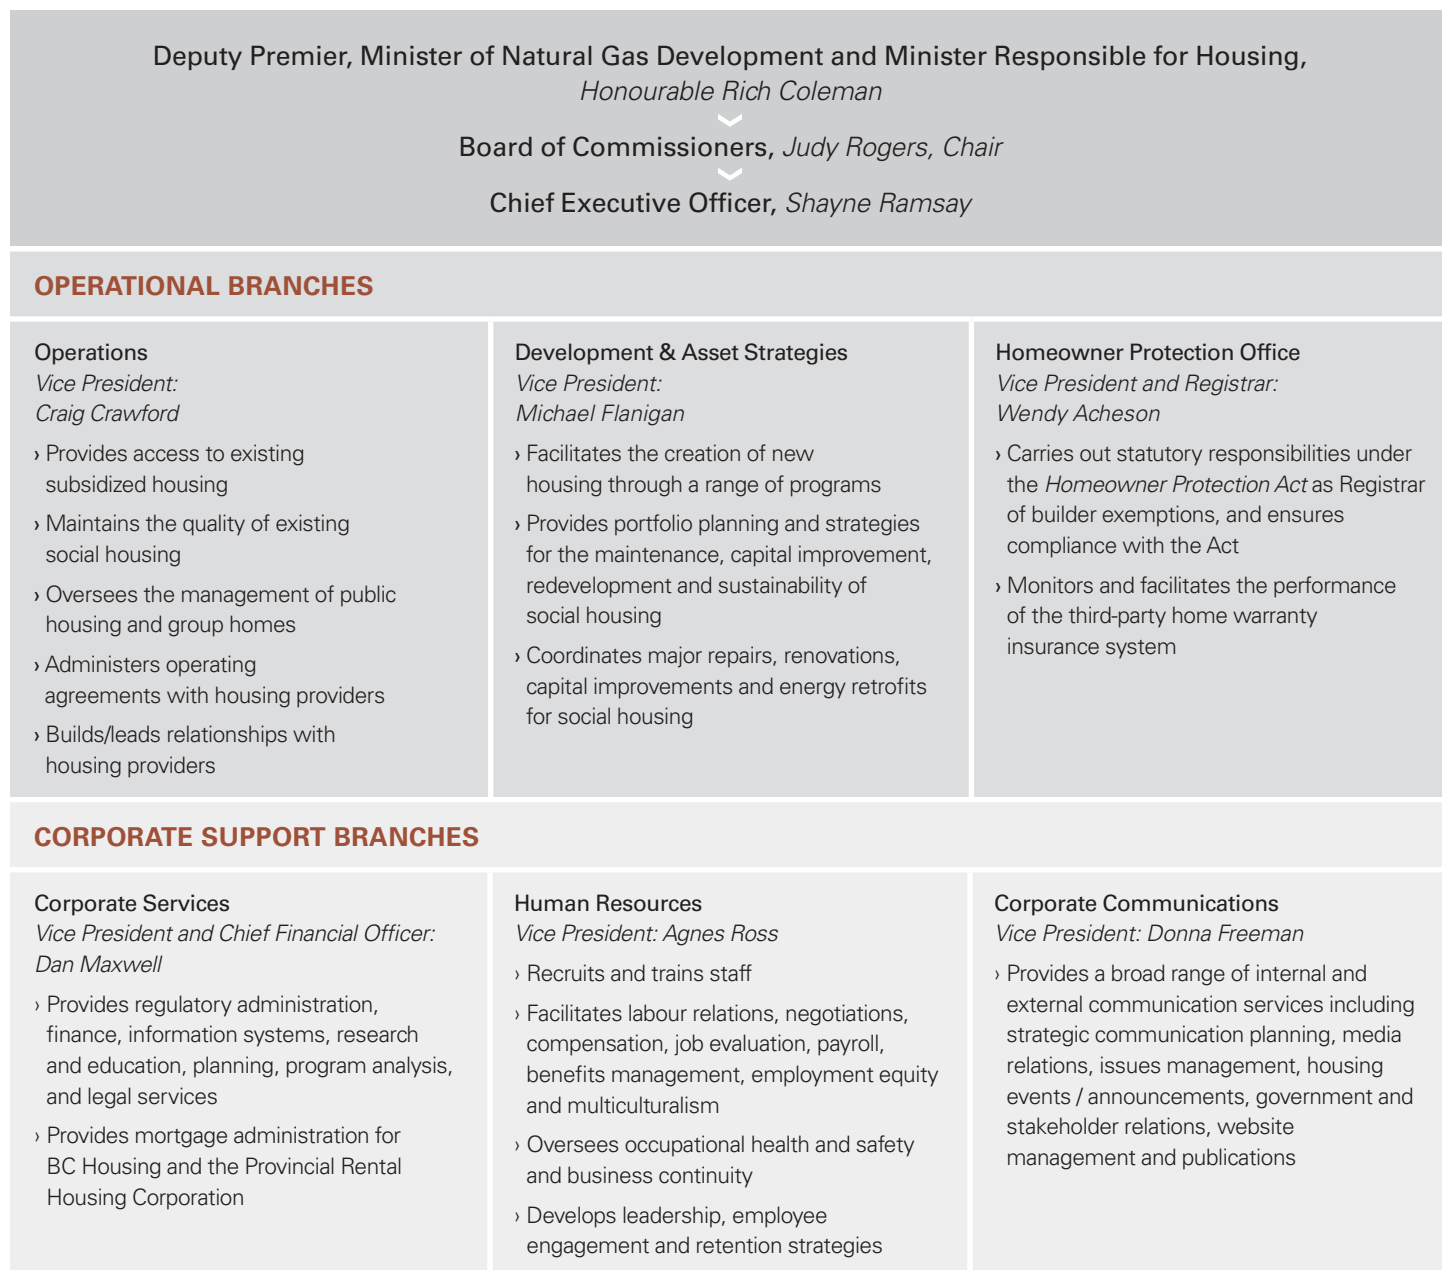 Deputy Premier, Minister of Natural Gas Development and Minister Responsible for Housing,
Honourable Rich Coleman
Board of Commissioners, Judy Rogers, Chair
Chief Executive Officer, Shayne Ramsay
OPERATIONAL BRANCHES
Operations
Vice President:
Craig Crawford
› Provides access to existing
subsidized housing
› Maintains the quality of existing
social housing
› Oversees the management of public
housing and group homes
› Administers operating
agreements with housing providers
› Builds/leads relationships with
housing providers
Development & Asset Strategies
Vice President:
Michael Flanigan
› Facilitates the creation of new
housing through a range of programs
› Provides portfolio planning and strategies
for the maintenance, capital improvement,
redevelopment and sustainability of
social housing
› Coordinates major repairs, renovations,
capital improvements and energy retrofits
for social housing
Homeowner Protection Office
Vice President and Registrar:
Wendy Acheson
› Carries out statutory responsibilities under
the Homeowner Protection Act as Registrar
of builder exemptions, and ensures
compliance with the Act
› Monitors and facilitates the performance
of the third-party home warranty
insurance system
CORPORATE SUPPORT BRANCHES
Corporate Services
Vice President and Chief Financial Officer:
Dan Maxwell
› Provides regulatory administration,
finance, information systems, research
and education, planning, program analysis,
and legal services
› Provides mortgage administration for
BC Housing and the Provincial Rental
Housing Corporation
Human Resources
Vice President: Agnes Ross
› Recruits and trains staff
› Facilitates labour relations, negotiations,
compensation, job evaluation, payroll,
benefits management, employment equity
and multiculturalism
› Oversees occupational health and safety
and business continuity
› Develops leadership, employee
engagement and retention strategies
Corporate Communications
Vice President: Donna Freeman
› Provides a broad range of internal and
external communication services including
strategic communication planning, media
relations, issues management, housing
events / announcements, government and
stakeholder relations, website
management and publications